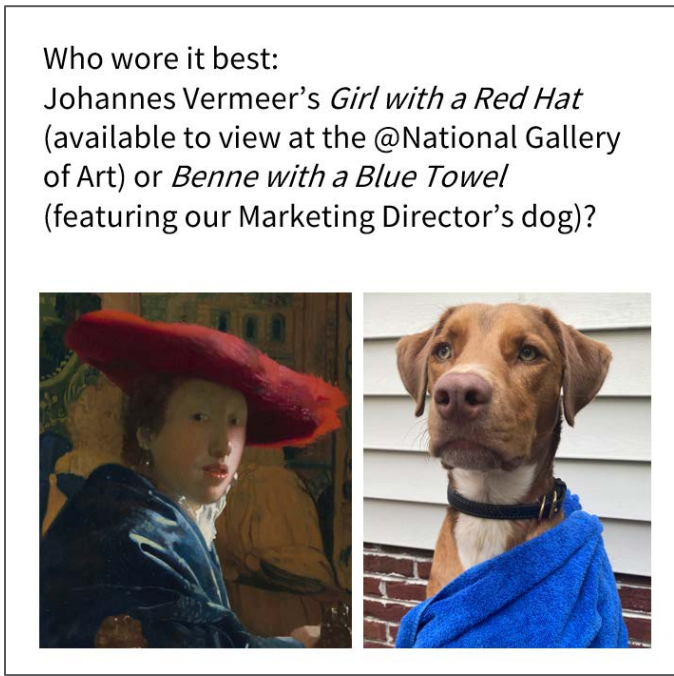 Who wore it best:
Johannes Vermeer’s Girl with a Red Hat
(available to view at the @National Gallery
of Art) or Benne with a Blue Towel
(featuring our Marketing Director’s dog)?